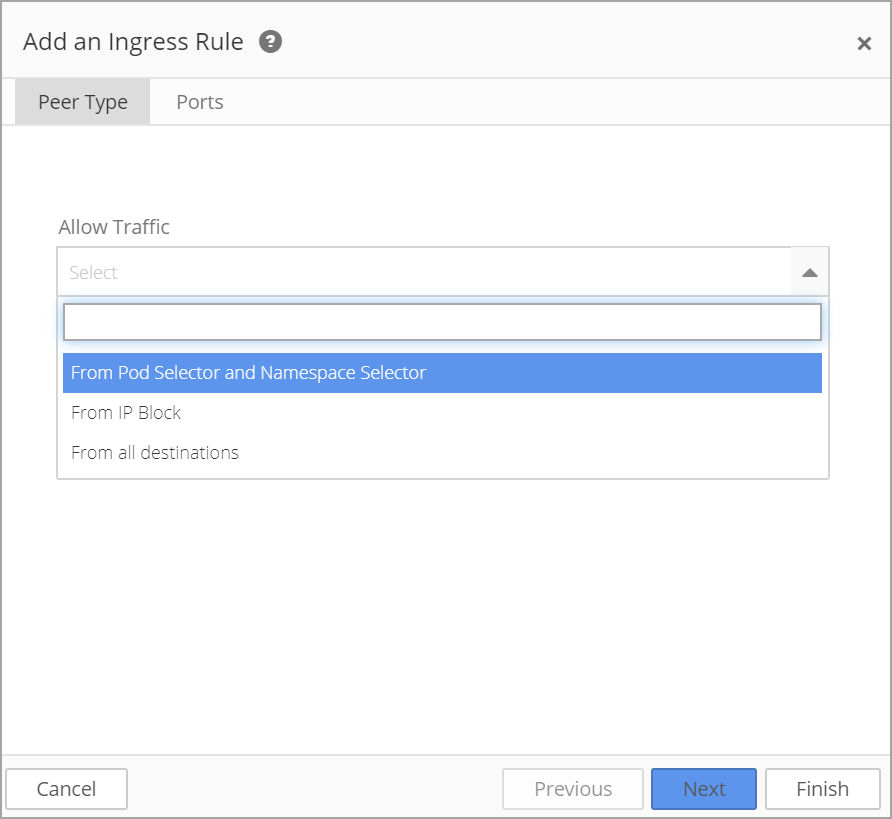 Add an Ingress Rule ?
Peer Type Ports
Allow Traffic
Select
From Pod Selector and Namespace Selector
From IP Block
From all destinations
Cancel Previous Next Finish